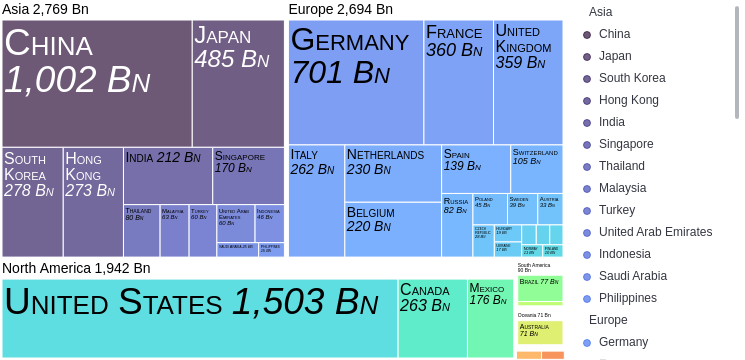 Asia 2,769 Bn
CHINA
1,002 BN
JAPAN
485 BN
SOUTH
KOREA
278 BN
HONG
KONG
273 BN
INDIA 212 BN
SINGAPORE
170 BN
THAILAND
80 BN
MALAYSIA
63 BN
TURKEY
60 BN
UNITED ARAB
EMIRATES
60 BN
INDONESIA
46 BN
Europe 2,694 Bn
GERMANY
701 BN
FRANCE
360 BN
UNITED
KINGDOM
359 BN
ITALY
262 BN
NETHERLANDS
230 BN
BELGIUM
220 BN
SPAIN
139 BN
SWITZERLAND
105 BN
RUSSIA
82 BN
POLAND
45 BN
SWEDEN
39 BN
AUSTRIA
33 BN
North America 1,942 Bn
UNITED STATES 1,503 BN
CANADA
263 BN
MEXICO
176 BN
South America
90 Bn
BRAZIL 77 BN
Oceania 71 Bn
AUSTRALIA
71 BN
Asia
China
Japan
South Korea
Hong Kong
India
Singapore
Thailand
Malaysia
Turkey
United Arab Emirates
Indonesia
Saudi Arabia
Philippines
Europe
Germany